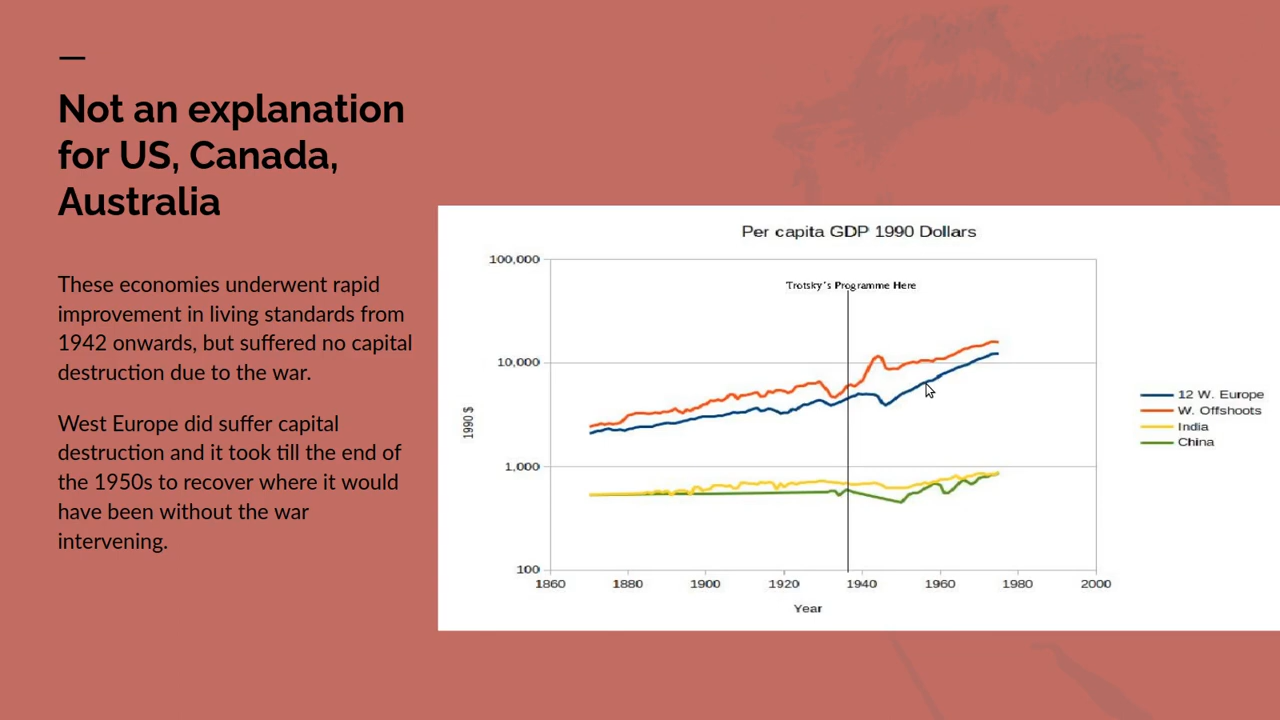 Not an explanation
for US, Canada,
Australia
These economies underwent rapid
improvement in living standards from
1942 onwards, but suffered no capital
destruction due to the war.
West Europe did suffer capital
destruction and it took till the end of
the 1950s to recover where it would
have been without the war
intervening.
Per capita GDP 1990 Dollars
Trotsky's Programme Here
100,000
10,000
1,000
100
1990 $
1860 1880 1900 1920 1940 1960 1980 2000
Year
12 W. Europe
W. Offshoots
India
China